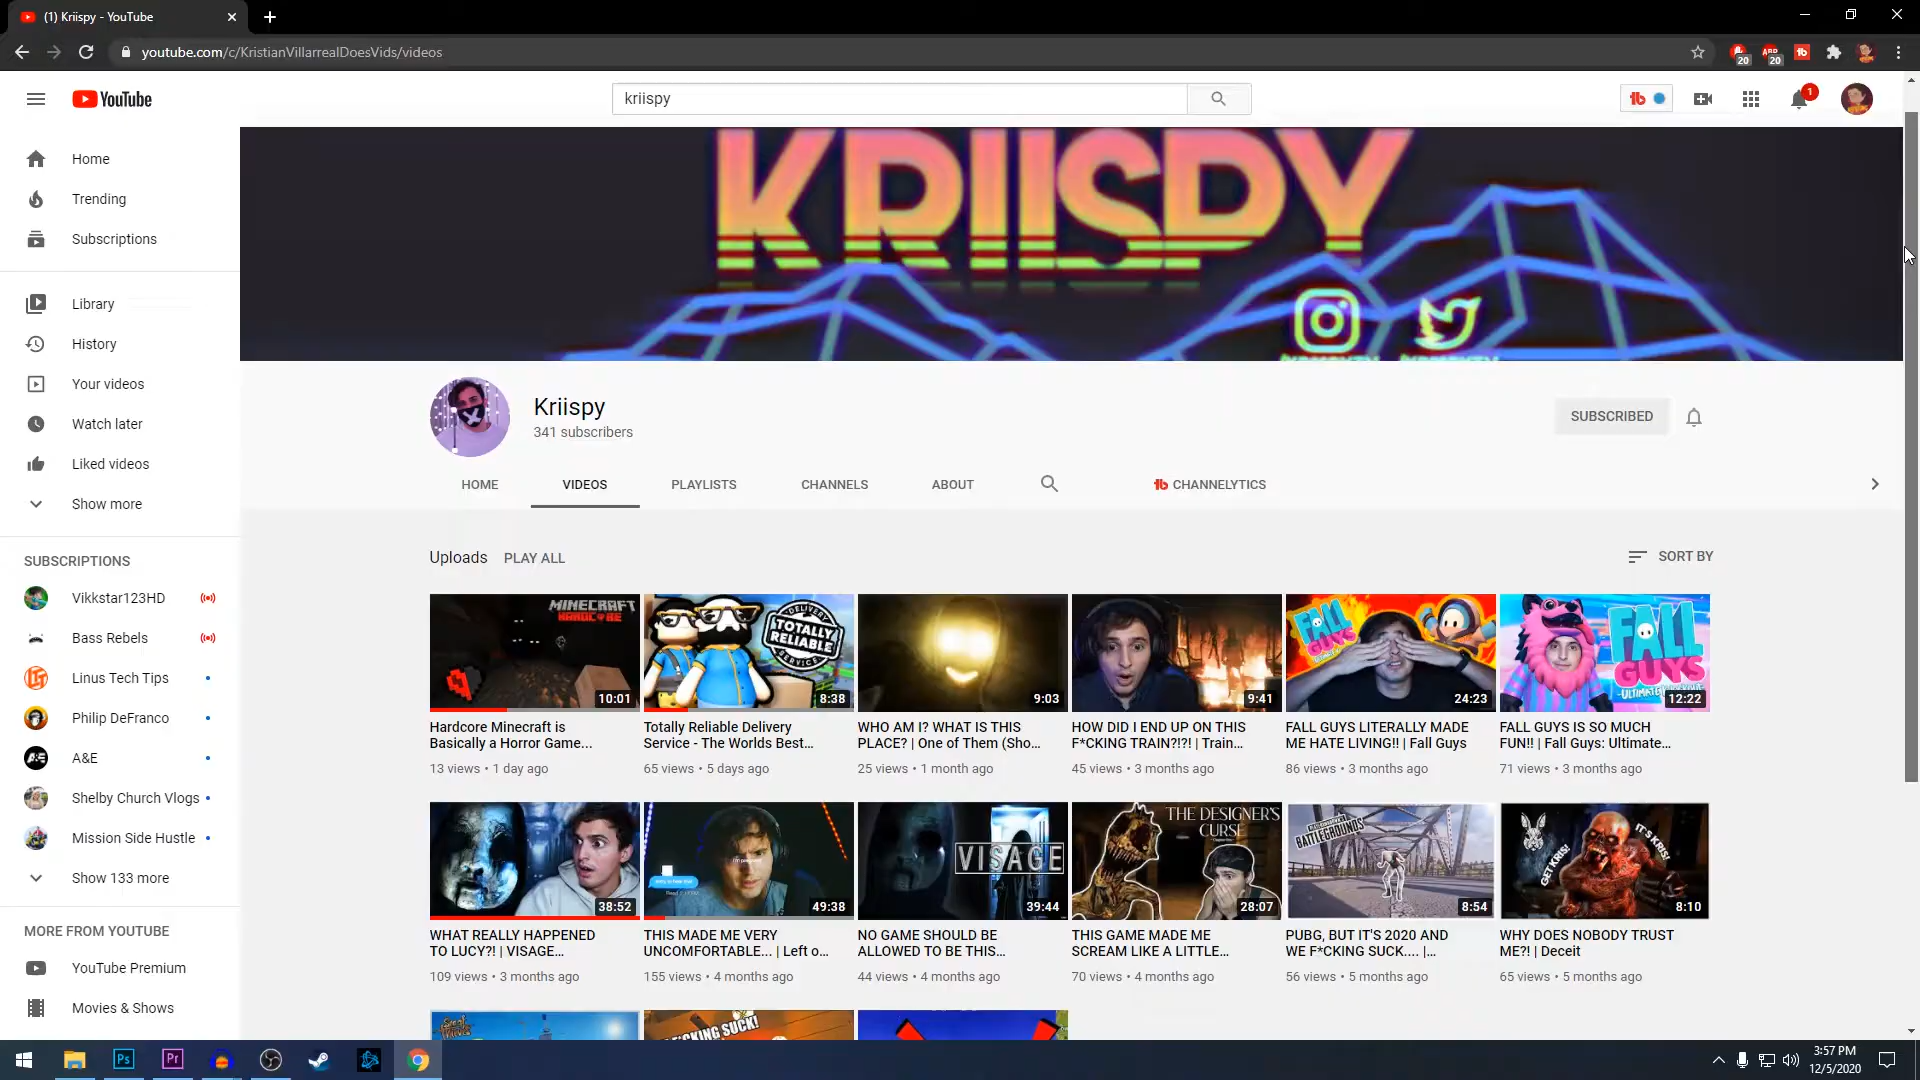 (1) Kriispy - YouTube
youtube.com/c/KristianVillarrealDoesVids/videos
20
ABP
20
YouTube
kriispy
1
Home
Trending
Subscriptions
Library
History
Your videos
Watch later
Liked videos
Show more
SUBSCRIPTIONS
Vikkstar123HD
Bass Rebels
Linus Tech Tips
Philip DeFranco
A&E
Shelby Church Vlogs
Mission Side Hustle
Show 133 more
MORE FROM YOUTUBE
YouTube Premium
Movies & Shows
KRIISPY
Kriispy
341 subscribers
SUBSCRIBED
HOME
VIDEOS
PLAYLISTS
CHANNELS
ABOUT
CHANNELYTICS
Uploads
PLAY ALL
SORT BY
MINECRAFT
10:01
Hardcore Minecraft is
Basically a Horror Game...
13 views • 1 day ago
TOTALLY
RELIABLE
DELIVERY
SERVICE
8:38
Totally Reliable Delivery
Service - The Worlds Best...
65 views • 5 days ago
9:03
WHO AM I? WHAT IS THIS
PLACE? | One of Them (Sho...
25 views • 1 month ago
9:41
HOW DID I END UP ON THIS
F*CKING TRAIN?!?! | Train...
45 views • 3 months ago
FALL
GUYS
24:23
FALL GUYS LITERALLY MADE
ME HATE LIVING!! | Fall Guys
86 views • 3 months ago
FALL
GUYS
12:22
FALL GUYS IS SO MUCH
FUN!! | Fall Guys: Ultimate...
71 views • 3 months ago
38:52
WHAT REALLY HAPPENED
TO LUCY?! | VISAGE...
109 views • 3 months ago
49:38
THIS MADE ME VERY
UNCOMFORTABLE... | Left o...
155 views • 4 months ago
VISAGE
39:44
NO GAME SHOULD BE
ALLOWED TO BE THIS...
44 views • 4 months ago
THE DESIGNER'S
CURSE
28:07
THIS GAME MADE ME
SCREAM LIKE A LITTLE...
70 views • 4 months ago
BATTLEGROUNDS
8:54
PUBG, BUT IT'S 2020 AND
WE F*CKING SUCK.... |...
56 views • 5 months ago
GET KRIS!
IT'S KRIS!
8:10
WHY DOES NOBODY TRUST
ME?! | Deceit
65 views • 5 months ago
Ps
Pr
3:57 PM
12/5/2020